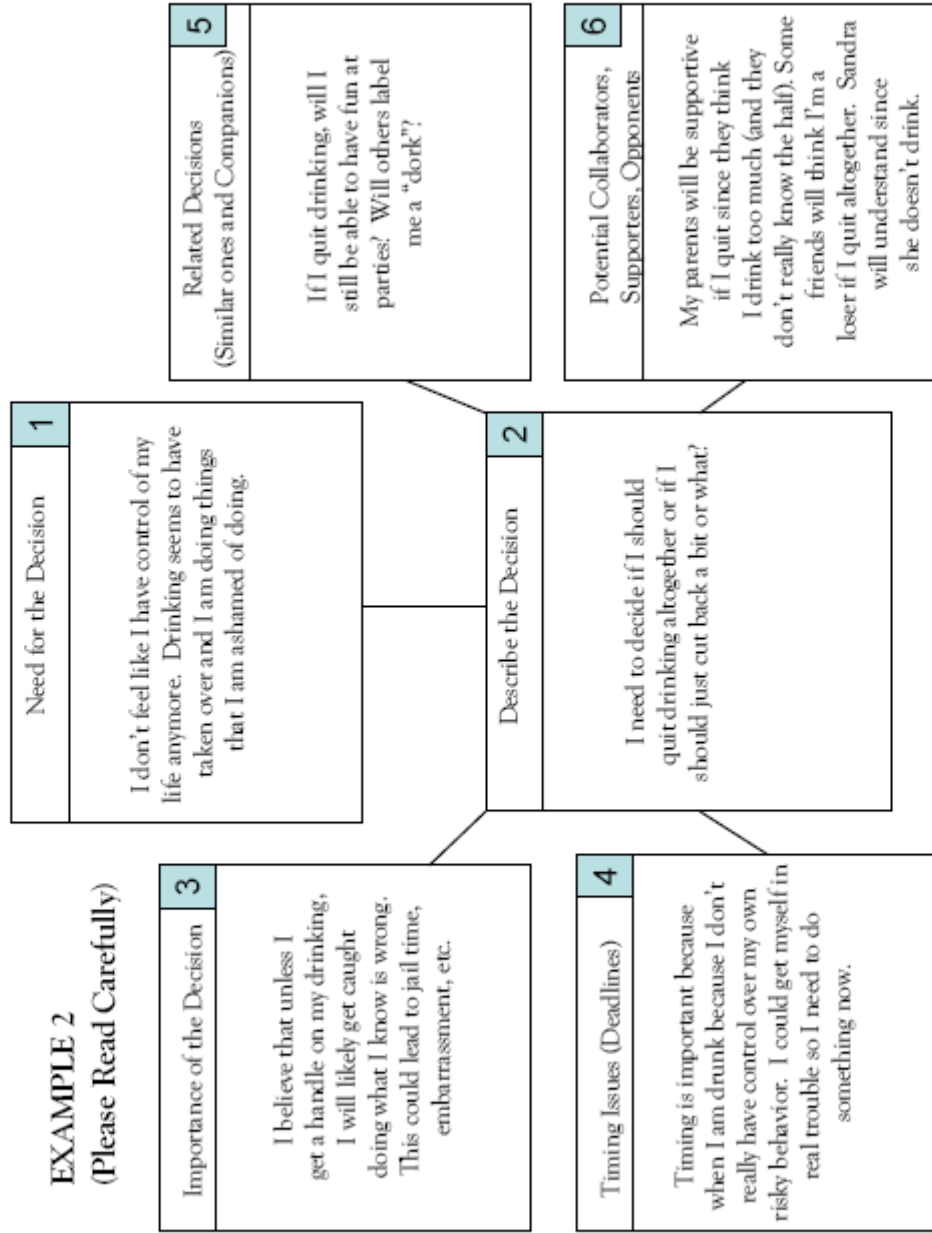 EXAMPLE 2
(Please Read Carefully)
Need for the Decision
1
I don't feel like I have control of my
life anymore. Drinking seems to have
taken over and I am doing things
that I am ashamed of doing.
Describe the Decision
2
I need to decide if I should
quit drinking altogether or if I
should just cut back a bit or what?
Importance of the Decision
3
I believe that unless I
get a handle on my drinking,
I will likely get caught
doing what I know is wrong.
This could lead to jail time,
embarrassment, etc.
Timing Issues (Deadlines)
4
Timing is important because
when I am drunk because I don't
really have control over my own
risky behavior. I could get myself in
real trouble so I need to do
something now.
Related Decisions
(Similar ones and Companions)
5
If I quit drinking, will I
still be able to have fun at
parties? Will others label
me a "dork"?
Potential Collaborators,
Supporters, Opponents
6
My parents will be supportive
if I quit since they think
I drink too much (and they
don't really know the half). Some
friends will think I'm a
loser if I quit altogether. Sandra
will understand since
she doesn't drink.